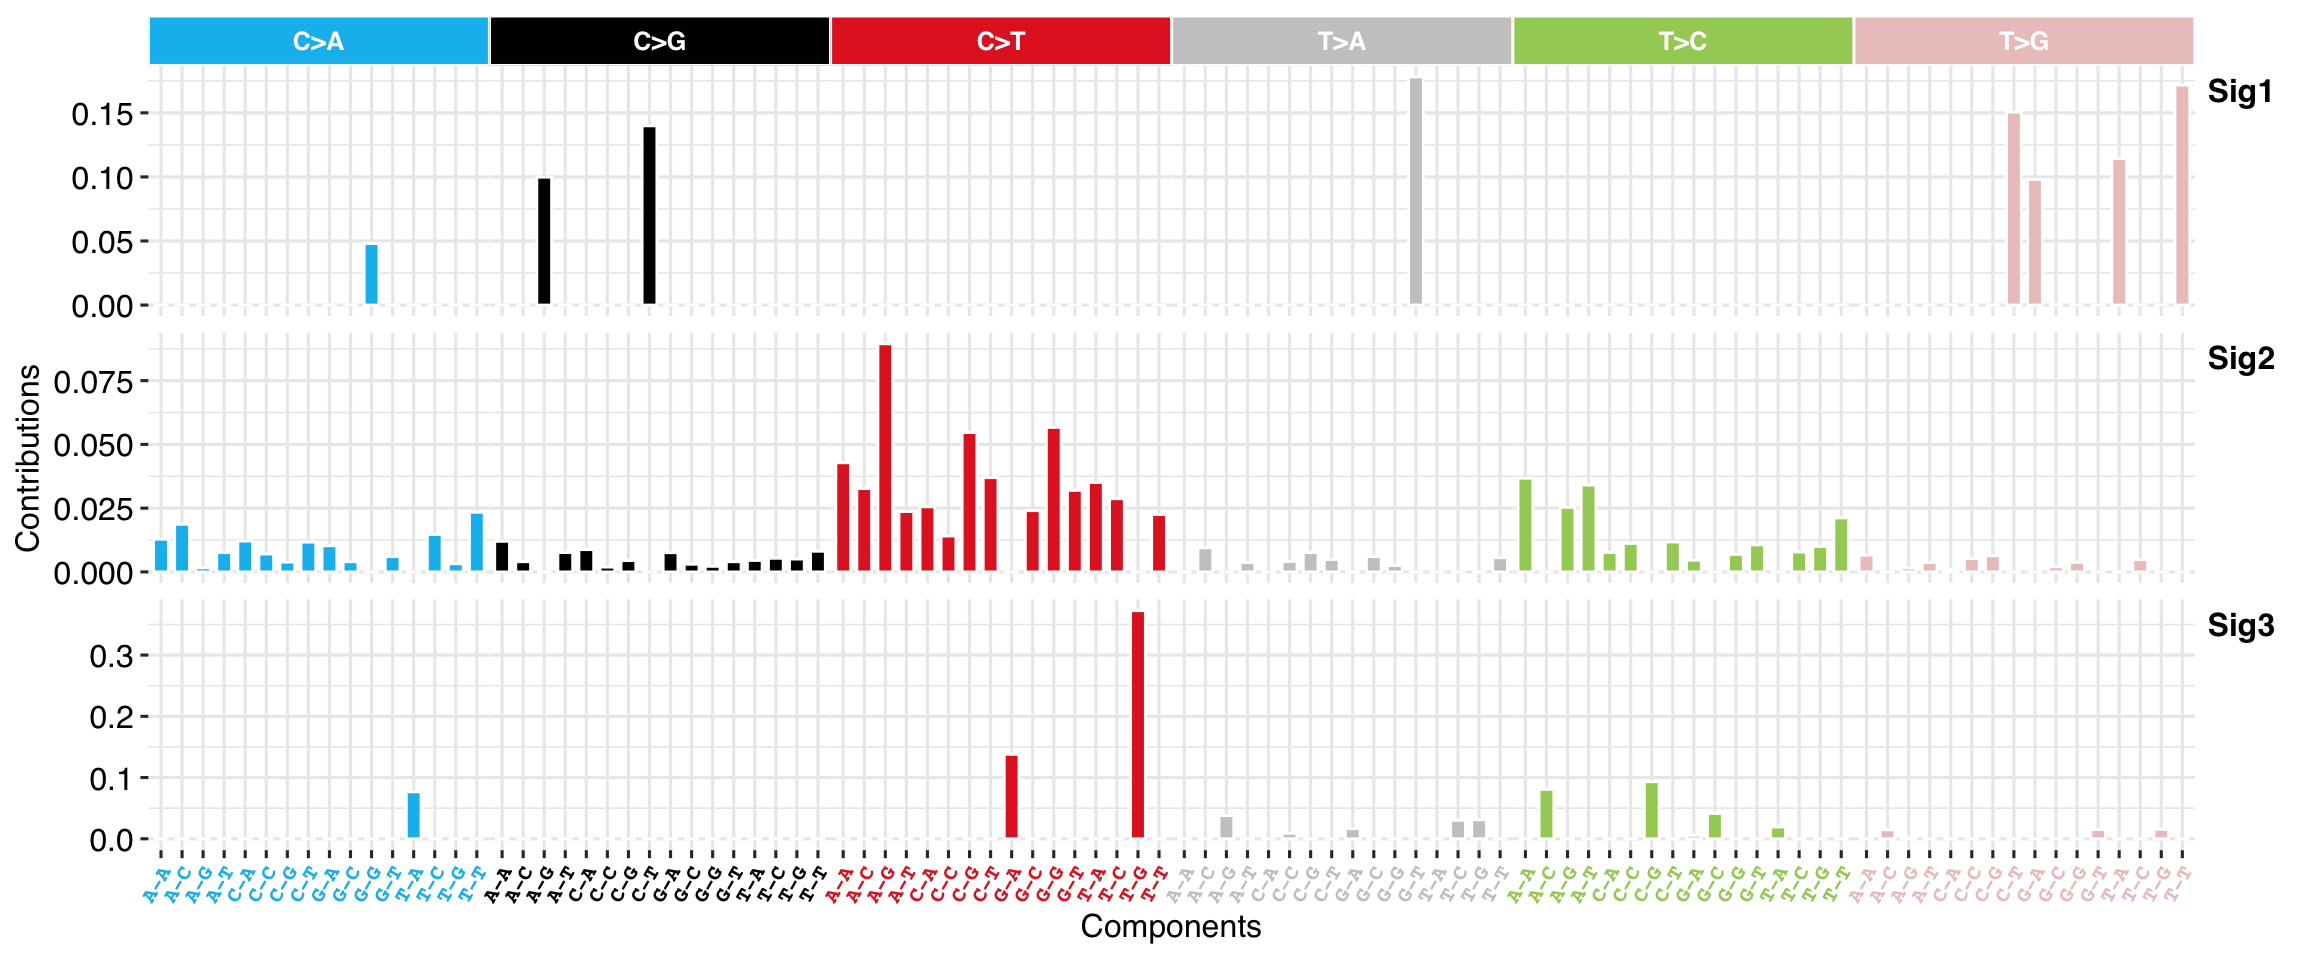 C>A C>G C>T T>A T>C T>G
Sig1
0.15
0.10
0.05
0.00
Sig2
0.075
0.050
0.025
0.000
Sig3
0.3
0.2
0.1
0.0
Contributions
A-A A-C A-G A-T C-A C-C C-G C-T G-A G-C G-G G-T T-A T-C T-G T-T A-A A-C A-G A-T C-A C-C C-G C-T G-A G-C G-G G-T T-A T-C T-G T-T A-A A-C A-G A-T C-A C-C C-G C-T G-A G-C G-G G-T T-A T-C T-G T-T A-A A-C A-G A-T C-A C-C C-G C-T G-A G-C G-G G-T T-A T-C T-G T-T A-A A-C A-G A-T C-A C-C C-G C-T G-A G-C G-G G-T T-A T-C T-G T-T A-A A-C A-G A-T C-A C-C C-G C-T G-A G-C G-G G-T T-A T-C T-G T-T
Components